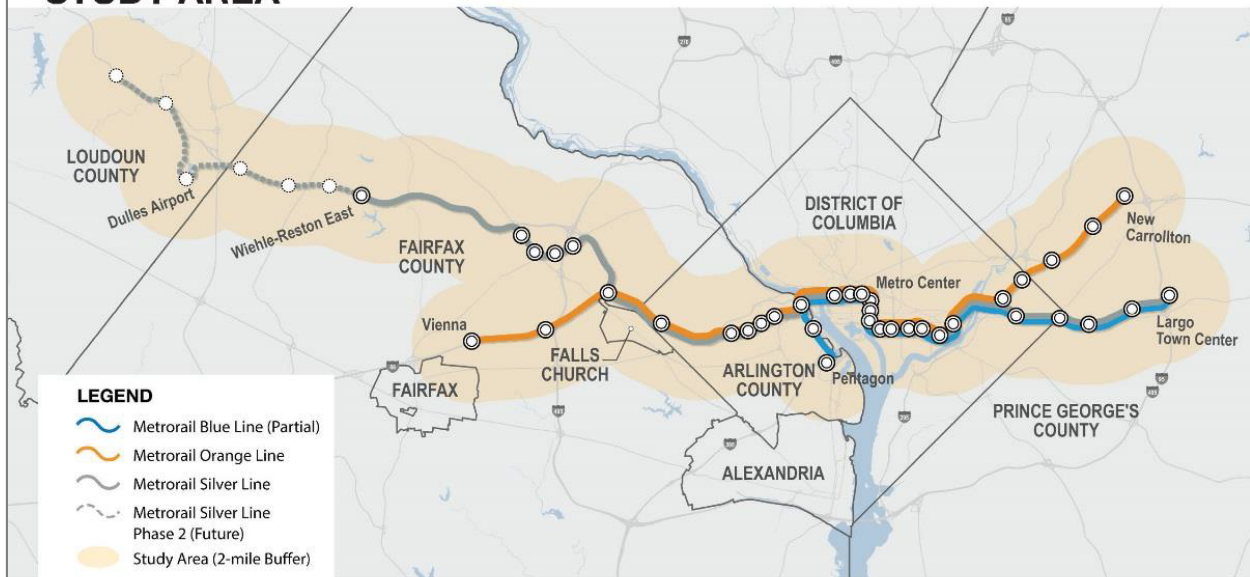 STUDY AREA
LOUDOUN
COUNTY
Dulles Airport
Wiehle-Reston East
FAIRFAX
COUNTY
DISTRICT OF
COLUMBIA
Metro Center
New
Carrollton
Vienna
FALLS
CHURCH
ARLINGTON
COUNTY
Pentagon
Largo
Town Center
FAIRFAX
ALEXANDRIA
PRINCE GEORGE'S
COUNTY
LEGEND
Metrorail Blue Line (Partial)
Metrorail Orange Line
Metrorail Silver Line
Metrorail Silver Line
Phase 2 (Future)
Study Area (2-mile Buffer)